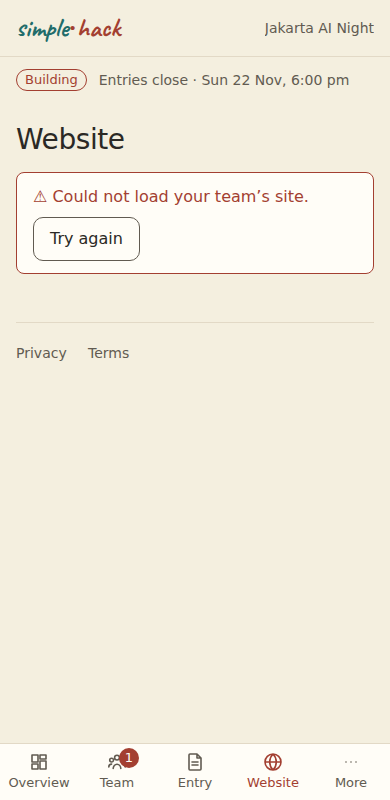 simple·hack
Jakarta AI Night
Building
Entries close · Sun 22 Nov, 6:00 pm
Website
⚠ Could not load your team’s site.
Try again
Privacy
Terms
Overview
Team
1
Entry
Website
More